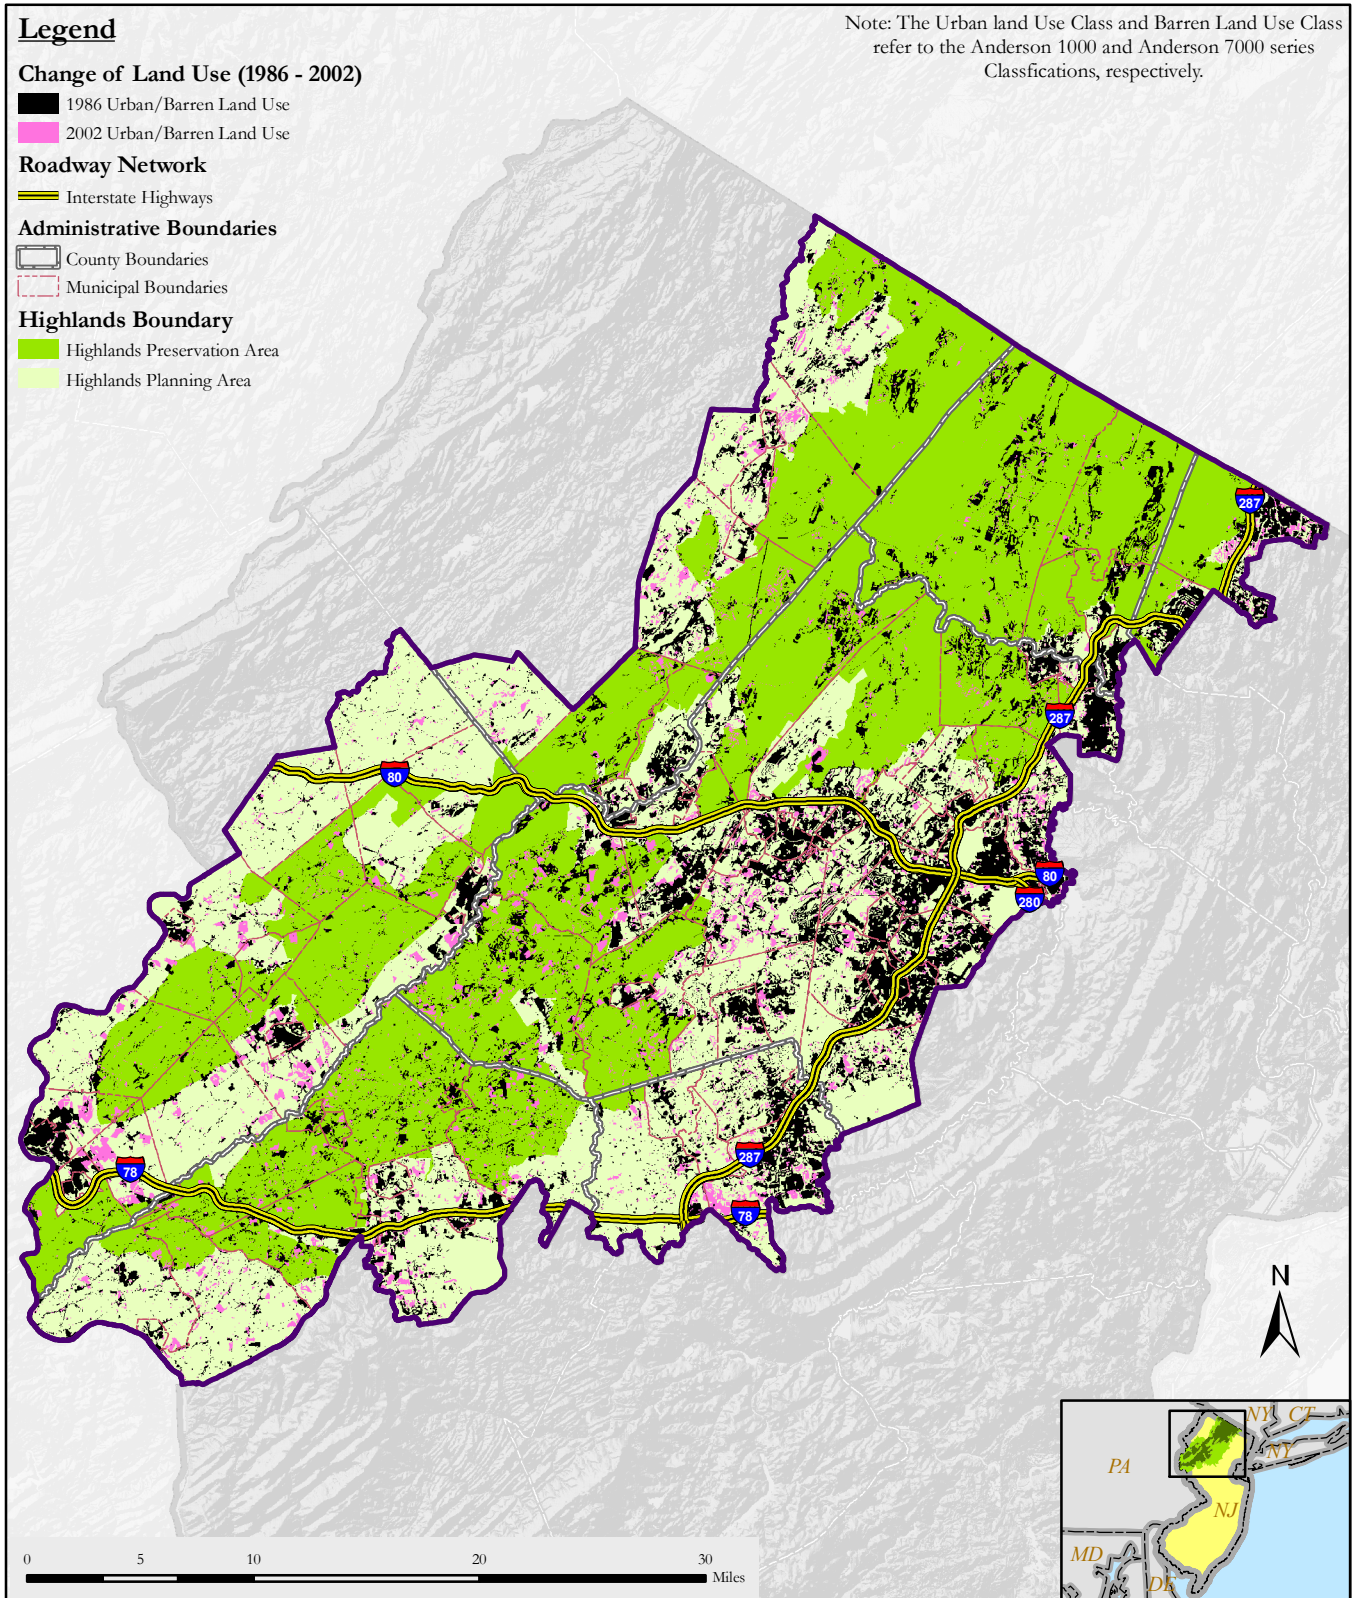 Legend
Note: The Urban land Use Class and Barren Land Use Class
refer to the Anderson 1000 and Anderson 7000 series
Classfications, respectively.
Change of Land Use (1986 - 2002)
1986 Urban/Barren Land Use
2002 Urban/Barren Land Use
Roadway Network
Interstate Highways
Administrative Boundaries
County Boundaries
Municipal Boundaries
Highlands Boundary
Highlands Preservation Area
Highlands Planning Area
287
287
80
80
280
287
78
78
N
NY CT
NY
PA
NJ
MD
DE
0 5 10 20 30
Miles